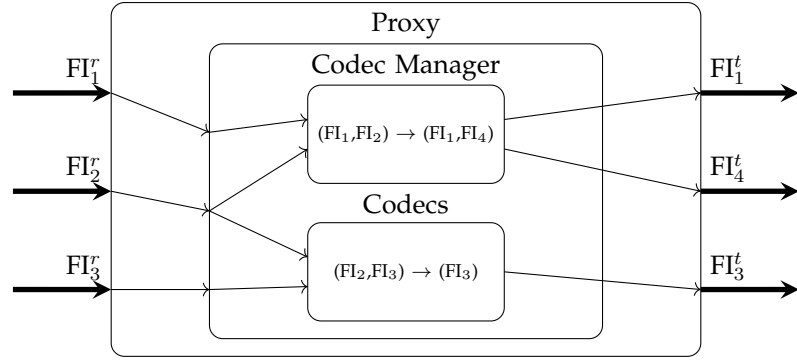 Proxy
Codec Manager
FI₁ʳ
FI₁ᵗ
(FI₁,FI₂) → (FI₁,FI₄)
FI₂ʳ
FI₄ᵗ
Codecs
FI₃ʳ
FI₃ᵗ
(FI₂,FI₃) → (FI₃)